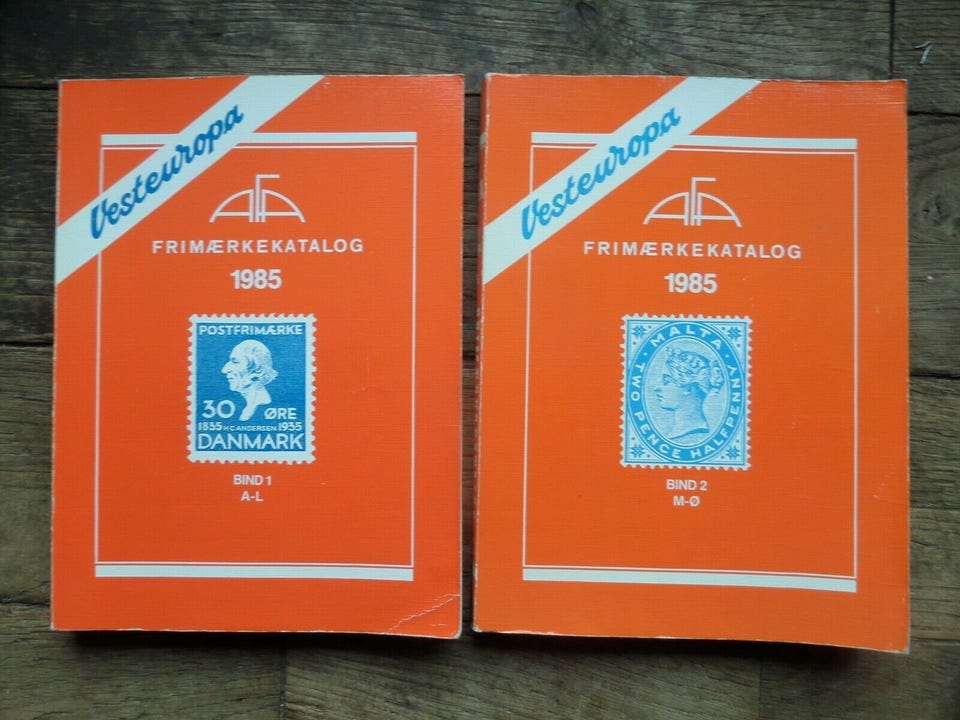 Vesteuropa
AFA
FRIMÆRKEKATALOG
1985
POSTFRIMÆRKE
30 ØRE
1835 H.C.ANDERSEN 1935
DANMARK
BIND 1
A-L
Vesteuropa
AFA
FRIMÆRKEKATALOG
1985
MALTA
TWO PENCE HALFPENNY
BIND 2
M-Ø